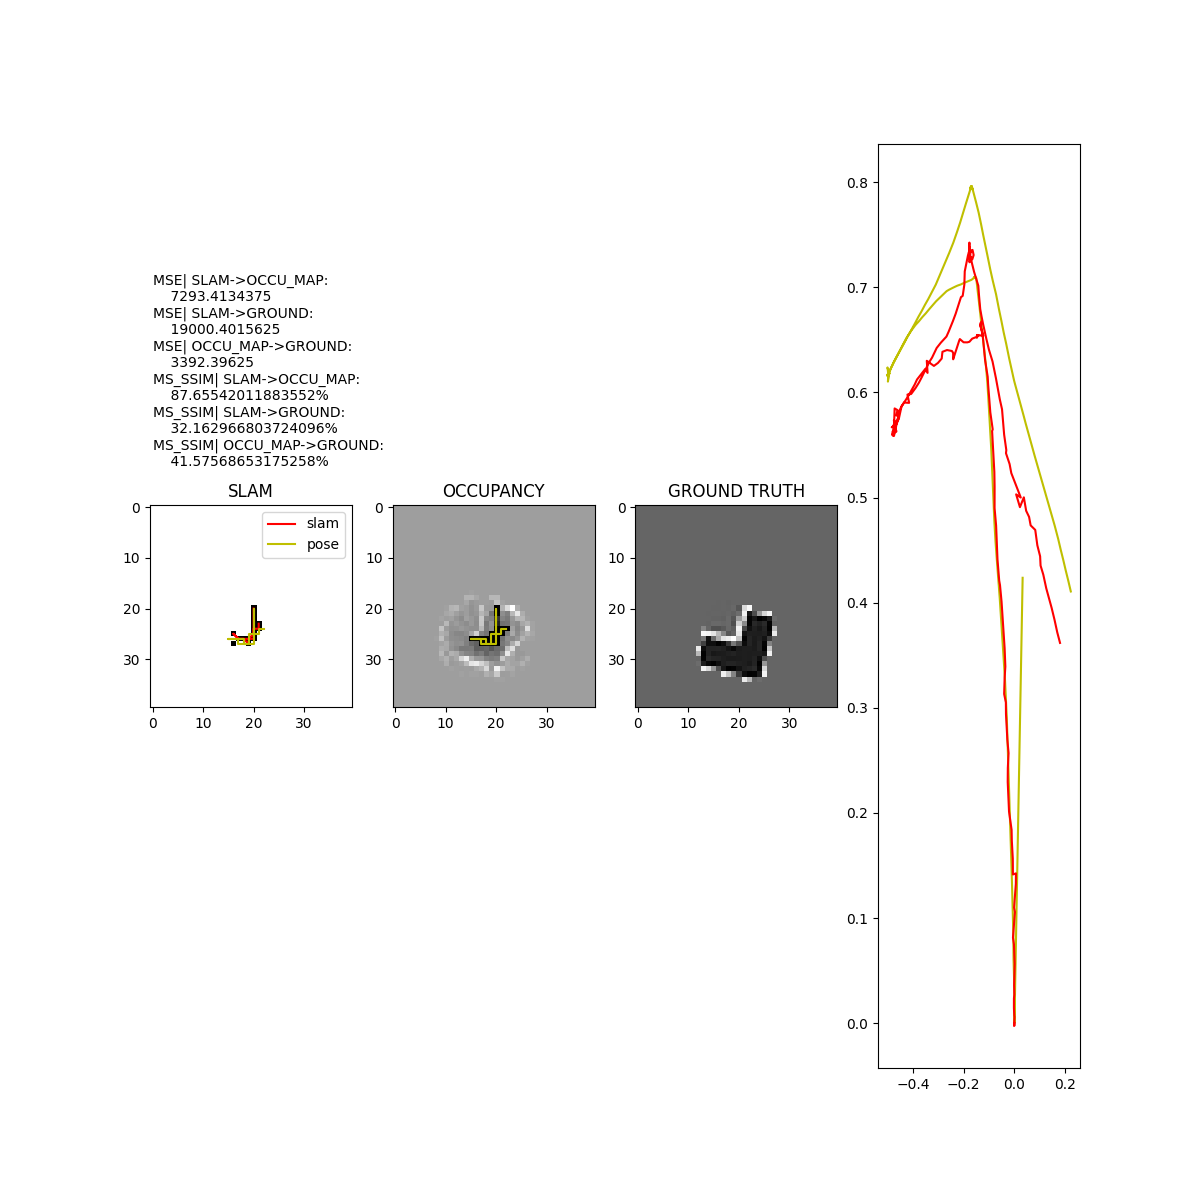 MSE| SLAM->OCCU_MAP:
7293.4134375
MSE| SLAM->GROUND:
19000.4015625
MSE| OCCU_MAP->GROUND:
3392.39625
MS_SSIM| SLAM->OCCU_MAP:
87.65542011883552%
MS_SSIM| SLAM->GROUND:
32.162966803724096%
MS_SSIM| OCCU_MAP->GROUND:
41.57568653175258%
SLAM
slam
pose
0
10
20
30
0 10 20 30
OCCUPANCY
0
10
20
30
0 10 20 30
GROUND TRUTH
0
10
20
30
0 10 20 30
0.8
0.7
0.6
0.5
0.4
0.3
0.2
0.1
0.0
−0.4 −0.2 0.0 0.2